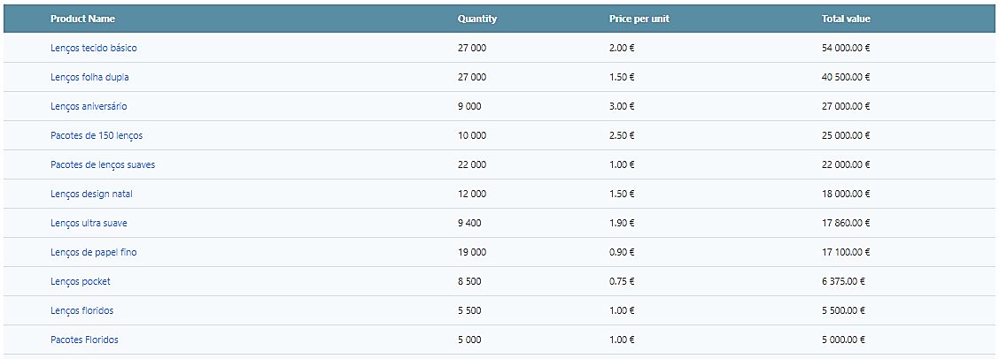 Product Name Quantity Price per unit Total value
Lenços tecido básico 27 000 2.00 € 54 000.00 €
Lenços folha dupla 27 000 1.50 € 40 500.00 €
Lenços aniversário 9 000 3.00 € 27 000.00 €
Pacotes de 150 lenços 10 000 2.50 € 25 000.00 €
Pacotes de lenços suaves 22 000 1.00 € 22 000.00 €
Lenços design natal 12 000 1.50 € 18 000.00 €
Lenços ultra suave 9 400 1.90 € 17 860.00 €
Lenços de papel fino 19 000 0.90 € 17 100.00 €
Lenços pocket 8 500 0.75 € 6 375.00 €
Lenços floridos 5 500 1.00 € 5 500.00 €
Pacotes Floridos 5 000 1.00 € 5 000.00 €